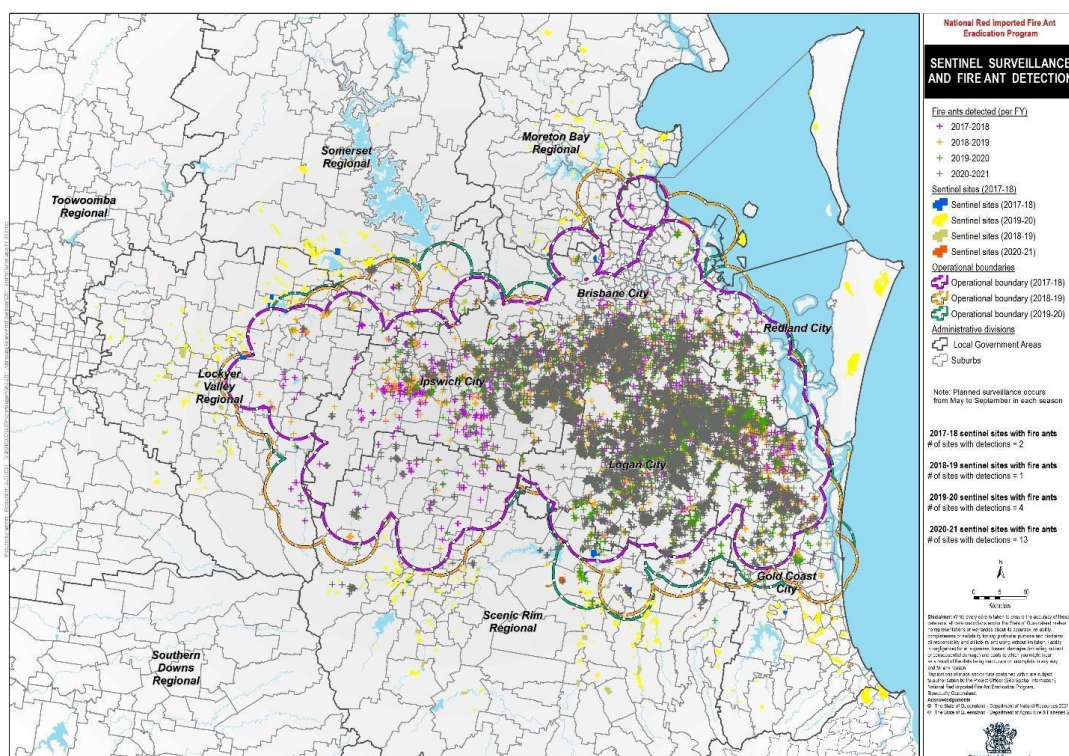 National Red Imported Fire Ant
Eradication Program
SENTINEL SURVEILLANCE
AND FIRE ANT DETECTION
Fire ants detected (per FY)
2017-2018
2018-2019
2019-2020
2020-2021
Sentinel sites (2017-18)
Sentinel sites (2017-18)
Sentinel sites (2019-20)
Sentinel sites (2018-19)
Sentinel sites (2020-21)
Operational boundaries
Operational boundary (2017-18)
Operational boundary (2018-19)
Operational boundary (2019-20)
Administrative divisions
Local Government Areas
Suburbs
Note: Planned surveillance occurs
from May to September in each season
2017-18 sentinel sites with fire ants
# of sites with detections = 2
2018-19 sentinel sites with fire ants
# of sites with detections = 1
2019-20 sentinel sites with fire ants
# of sites with detections = 4
2020-21 sentinel sites with fire ants
# of sites with detections = 13
N
0 5 10
Kilometres
Moreton Bay
Regional
Somerset
Regional
Toowoomba
Regional
Brisbane City
Redland City
Lockyer
Valley
Regional
Ipswich City
Logan City
Gold Coast
City
Scenic Rim
Regional
Southern
Downs
Regional